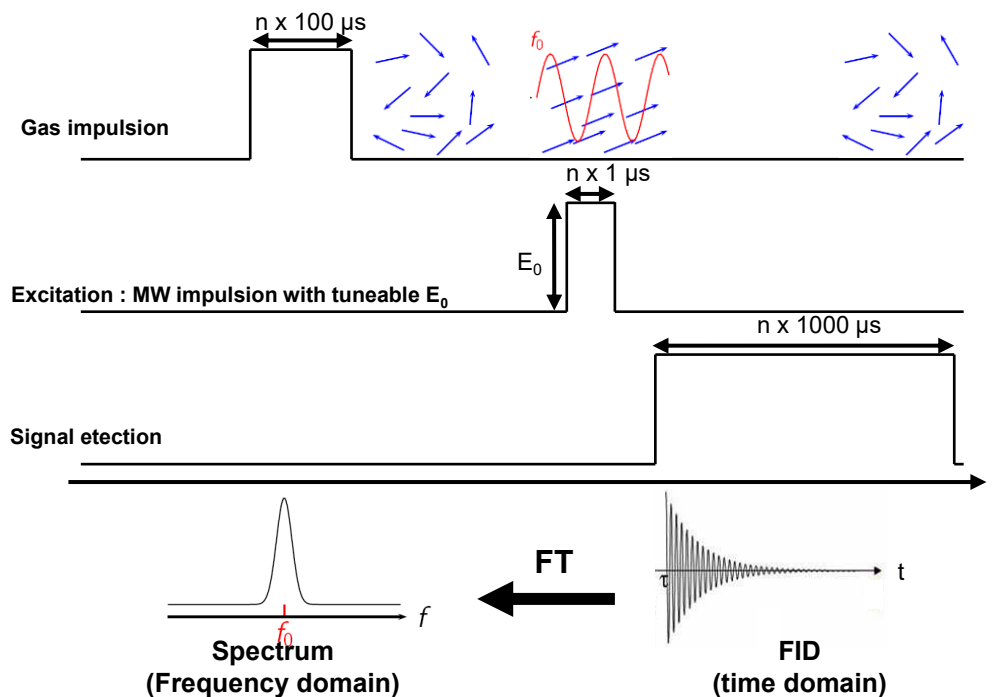 n x 100 µs
f0
Gas impulsion
n x 1 µs
E0
Excitation : MW impulsion with tuneable E0
n x 1000 µs
Signal etection
FT
τ
t
f
f0
Spectrum
(Frequency domain)
FID
(time domain)